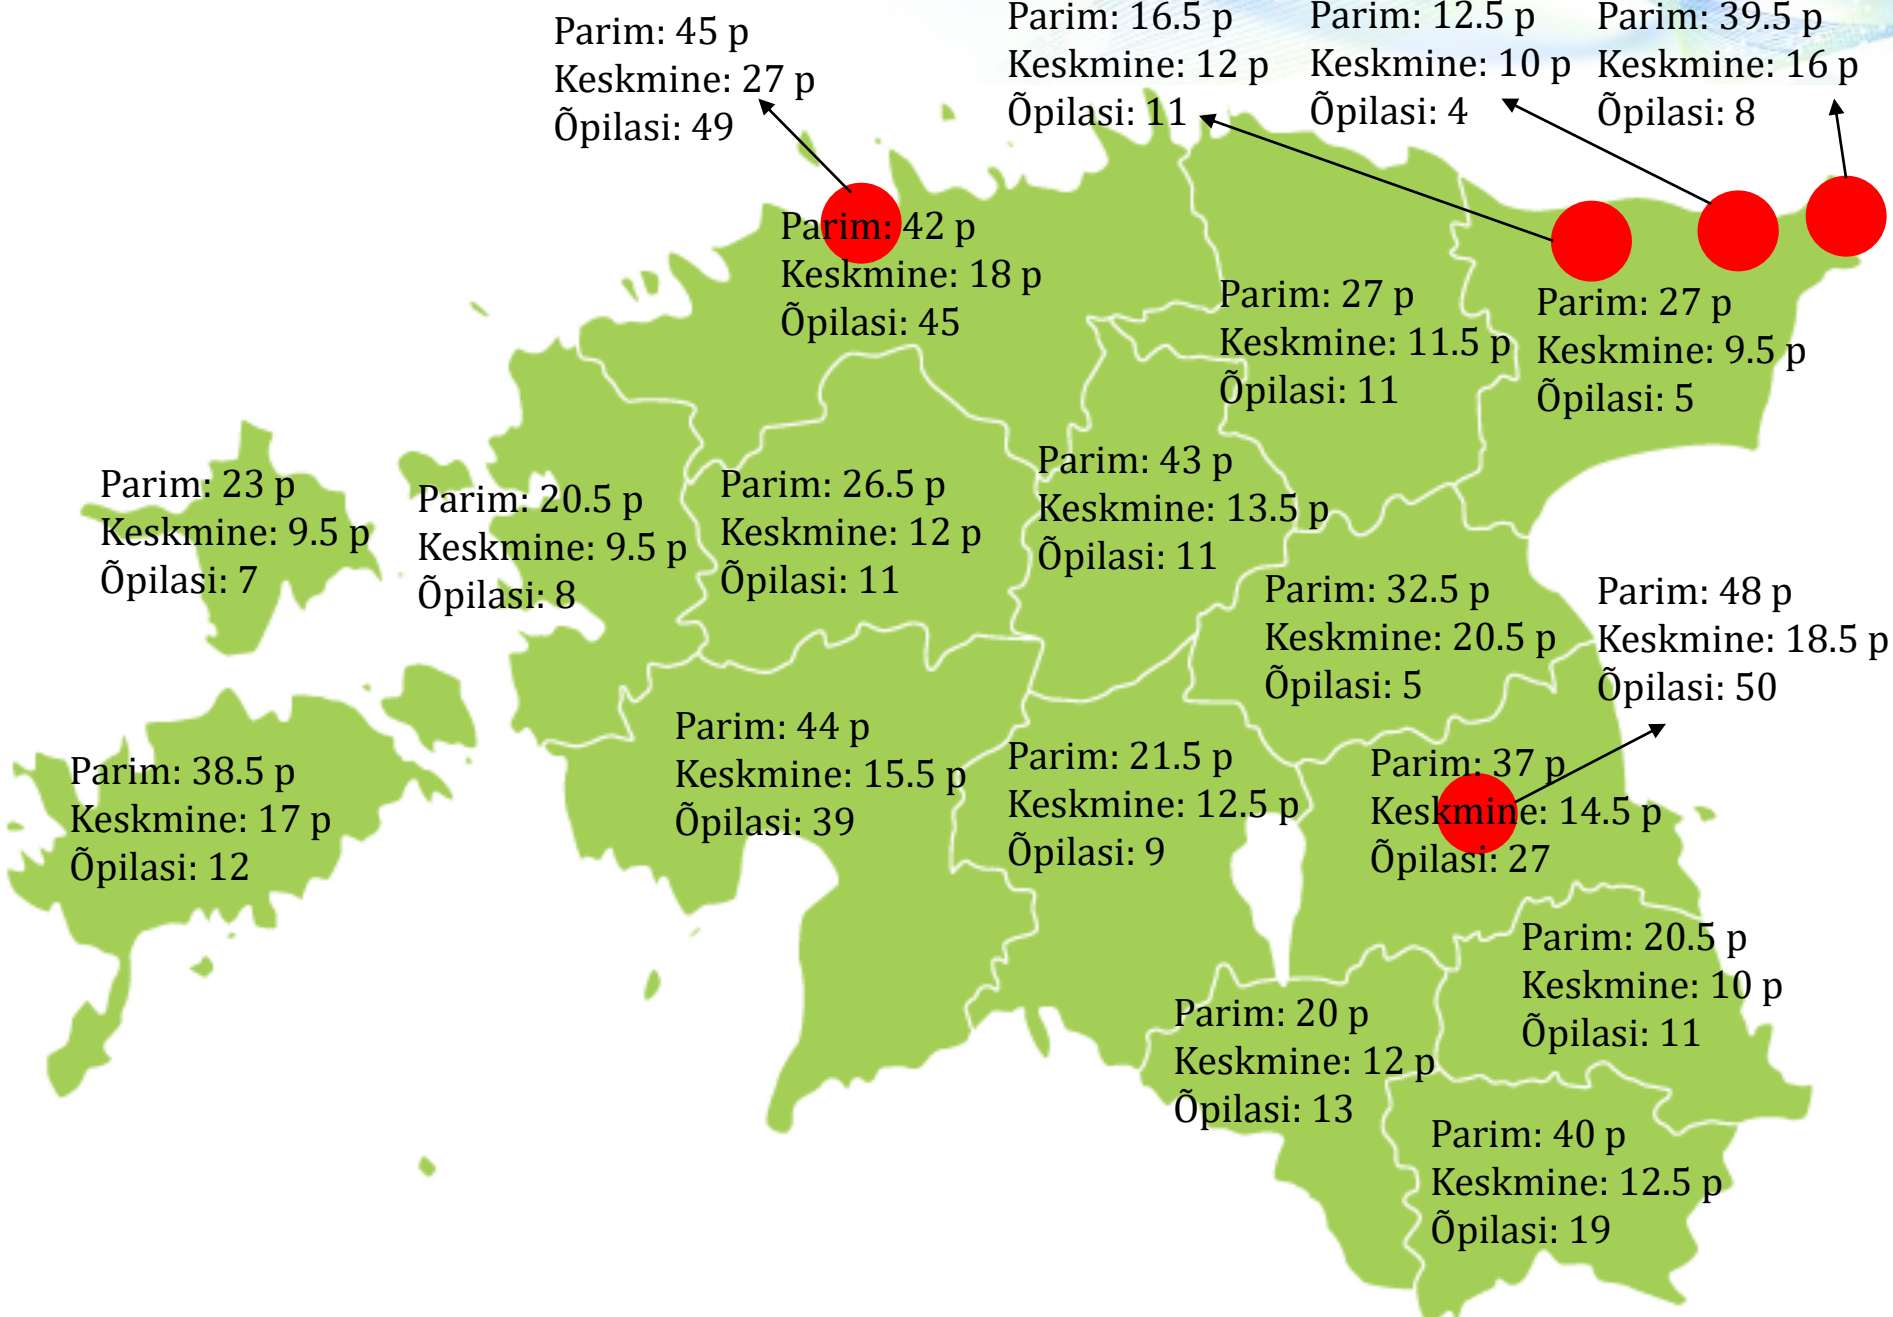 Parim: 45 p
Keskmine: 27 p
Õpilasi: 49
Parim: 16.5 p
Keskmine: 12 p
Õpilasi: 11
Parim: 12.5 p
Keskmine: 10 p
Õpilasi: 4
Parim: 39.5 p
Keskmine: 16 p
Õpilasi: 8
Parim: 42 p
Keskmine: 18 p
Õpilasi: 45
Parim: 27 p
Keskmine: 11.5 p
Õpilasi: 11
Parim: 27 p
Keskmine: 9.5 p
Õpilasi: 5
Parim: 23 p
Keskmine: 9.5 p
Õpilasi: 7
Parim: 20.5 p
Keskmine: 9.5 p
Õpilasi: 8
Parim: 26.5 p
Keskmine: 12 p
Õpilasi: 11
Parim: 43 p
Keskmine: 13.5 p
Õpilasi: 11
Parim: 32.5 p
Keskmine: 20.5 p
Õpilasi: 5
Parim: 48 p
Keskmine: 18.5 p
Õpilasi: 50
Parim: 38.5 p
Keskmine: 17 p
Õpilasi: 12
Parim: 44 p
Keskmine: 15.5 p
Õpilasi: 39
Parim: 21.5 p
Keskmine: 12.5 p
Õpilasi: 9
Parim: 37 p
Keskmine: 14.5 p
Õpilasi: 27
Parim: 20.5 p
Keskmine: 10 p
Õpilasi: 11
Parim: 20 p
Keskmine: 12 p
Õpilasi: 13
Parim: 40 p
Keskmine: 12.5 p
Õpilasi: 19